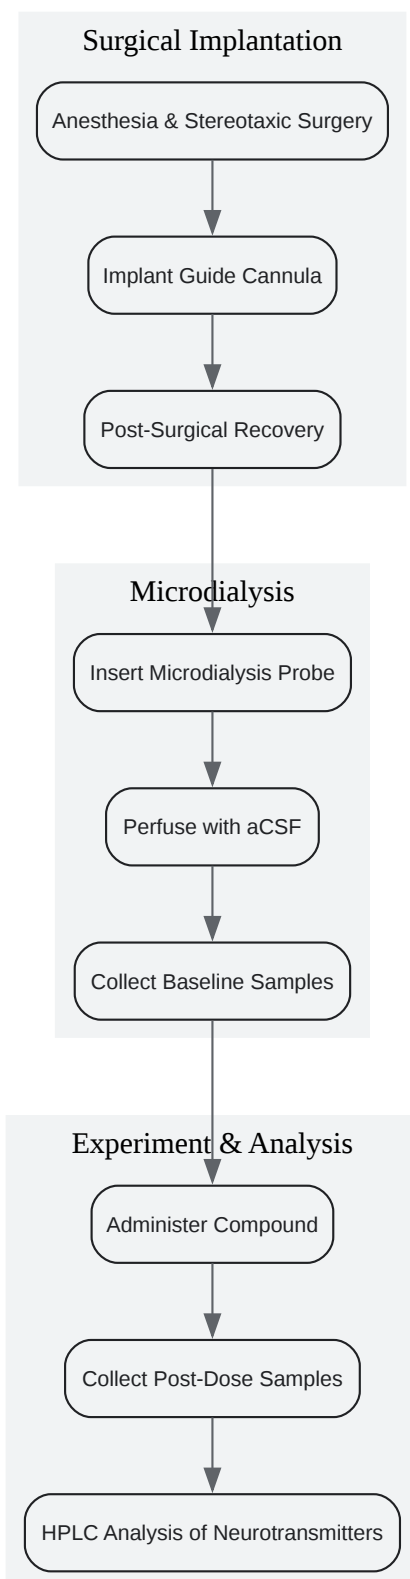 Surgical Implantation
Anesthesia & Stereotaxic Surgery
Implant Guide Cannula
Post-Surgical Recovery
Microdialysis
Insert Microdialysis Probe
Perfuse with aCSF
Collect Baseline Samples
Experiment & Analysis
Administer Compound
Collect Post-Dose Samples
HPLC Analysis of Neurotransmitters